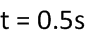 t = 0.5s